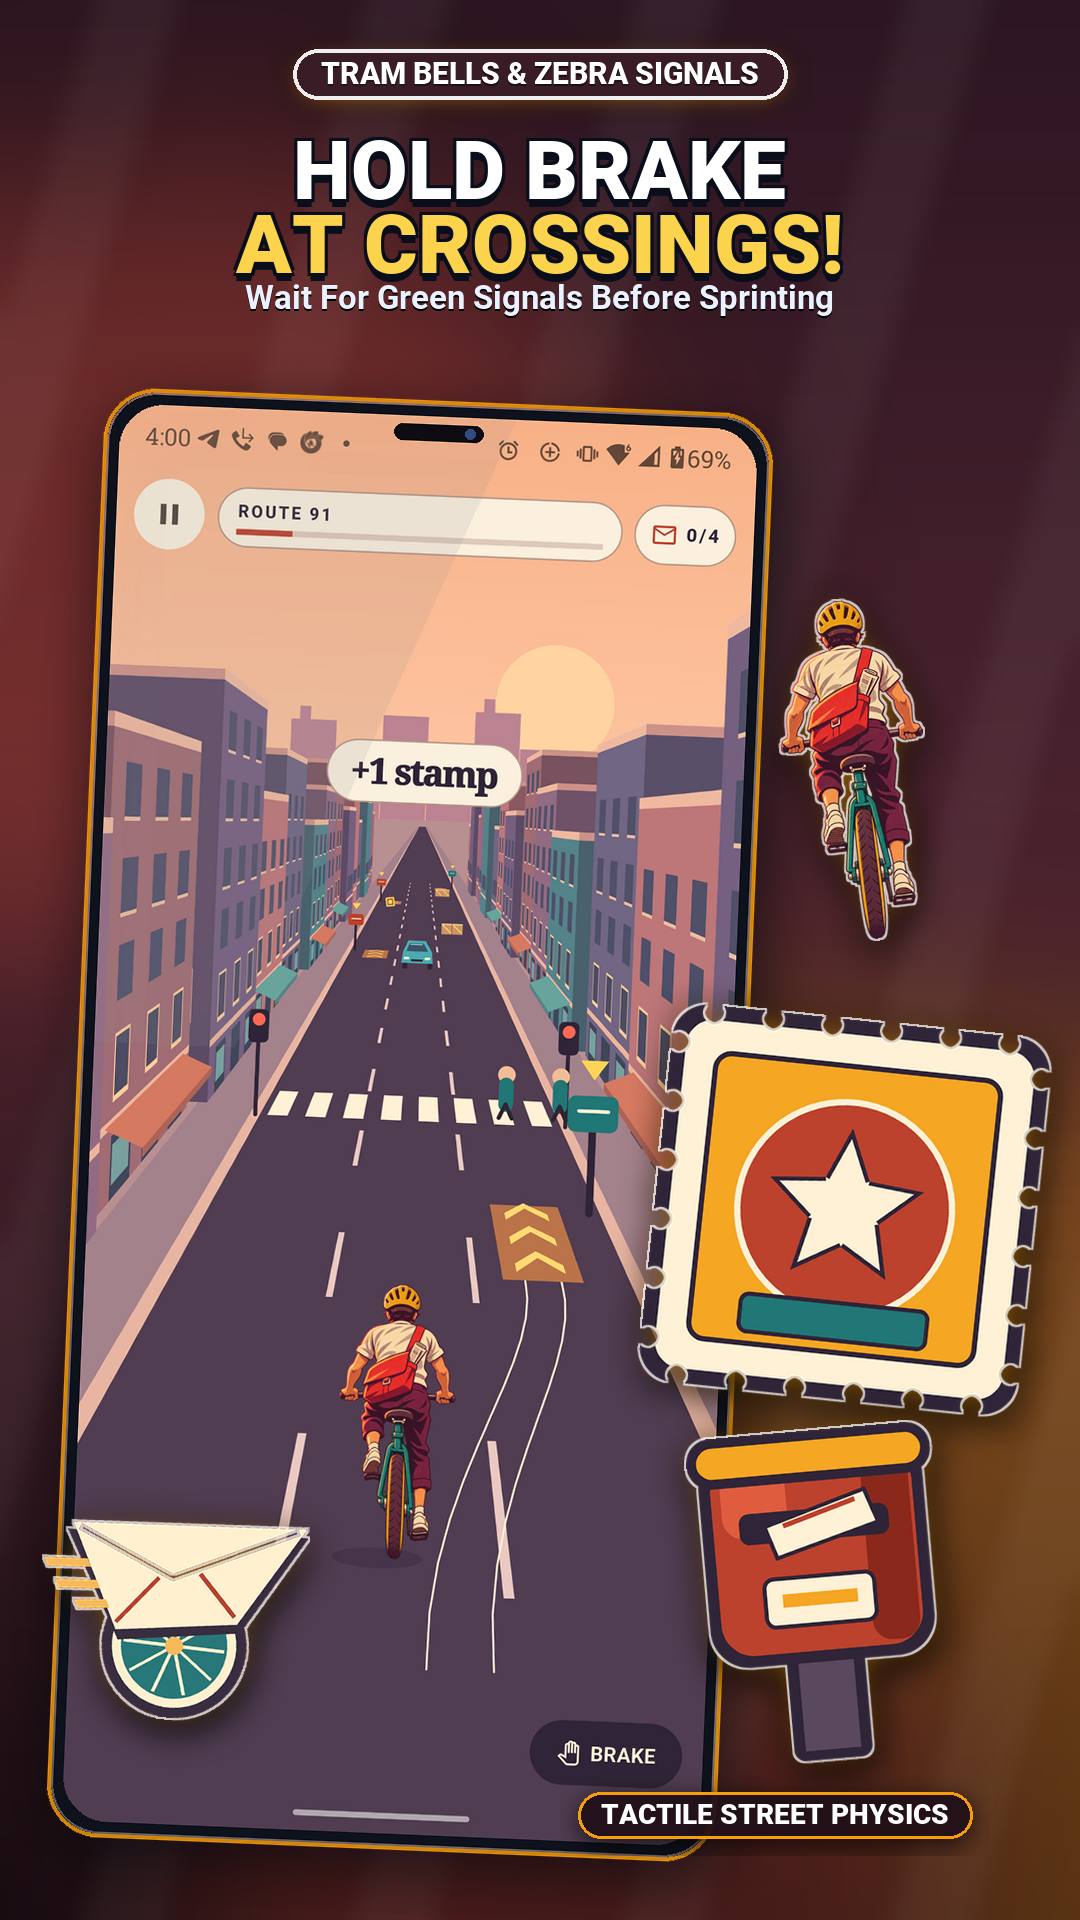 TRAM BELLS & ZEBRA SIGNALS
HOLD BRAKE
AT CROSSINGS!
Wait For Green Signals Before Sprinting
4:00
69%
ROUTE 91
0/4
+1 stamp
BRAKE
TACTILE STREET PHYSICS